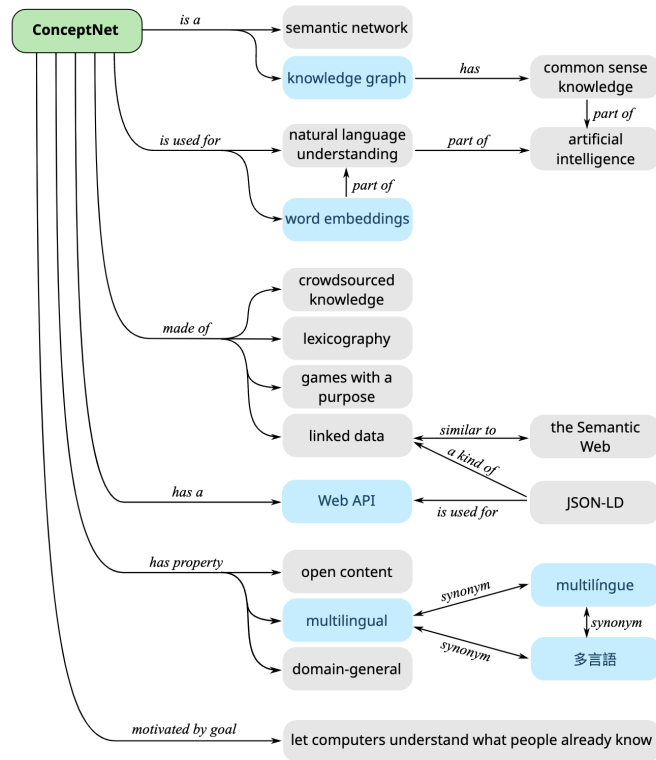 ConceptNet
is a
semantic network
knowledge graph
has
common sense
knowledge
part of
is used for
natural language
understanding
part of
artificial
intelligence
part of
word embeddings
crowdsourced
knowledge
made of
lexicography
games with a
purpose
linked data
similar to
the Semantic
Web
a kind of
has a
Web API
is used for
JSON-LD
has property
open content
multilingual
synonym
multilíngue
synonym
synonym
多言語
domain-general
motivated by goal
let computers understand what people already know